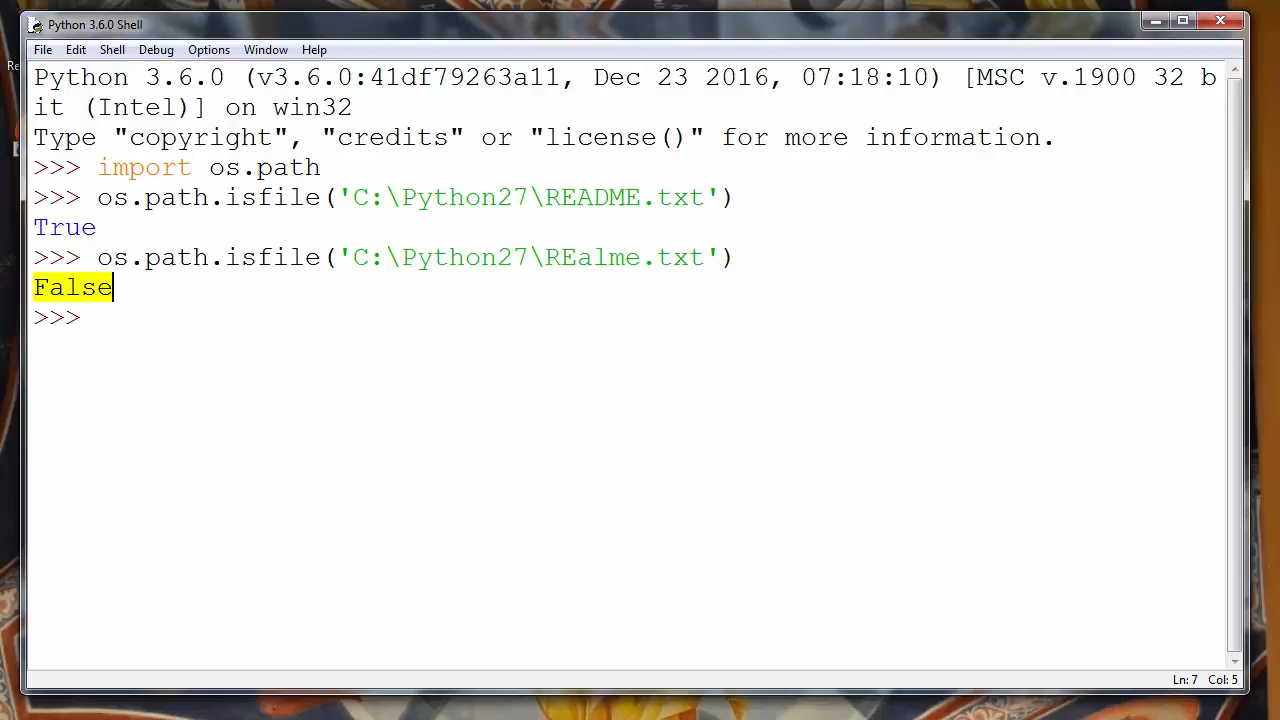 Re
Python 3.6.0 Shell
File Edit Shell Debug Options Window Help
Python 3.6.0 (v3.6.0:41df79263a11, Dec 23 2016, 07:18:10) [MSC v.1900 32 b
it (Intel)] on win32
Type "copyright", "credits" or "license()" for more information.
>>> import os.path
>>> os.path.isfile('C:\Python27\README.txt')
True
>>> os.path.isfile('C:\Python27\REalme.txt')
False
>>>
Ln: 7 Col: 5